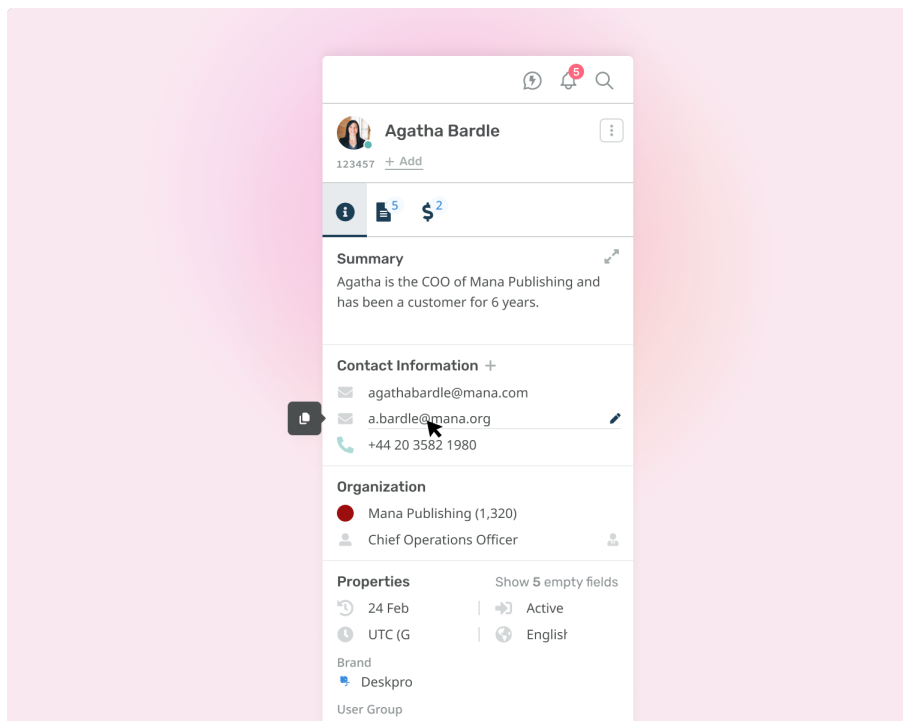 5
Agatha Bardle
123457 + Add
5 2
Summary
Agatha is the COO of Mana Publishing and
has been a customer for 6 years.
Contact Information +
agathabardle@mana.com
a.bardle@mana.org
+44 20 3582 1980
Organization
Mana Publishing (1,320)
Chief Operations Officer
Properties Show 5 empty fields
24 Feb Active
UTC (G English
Brand
Deskpro
User Group